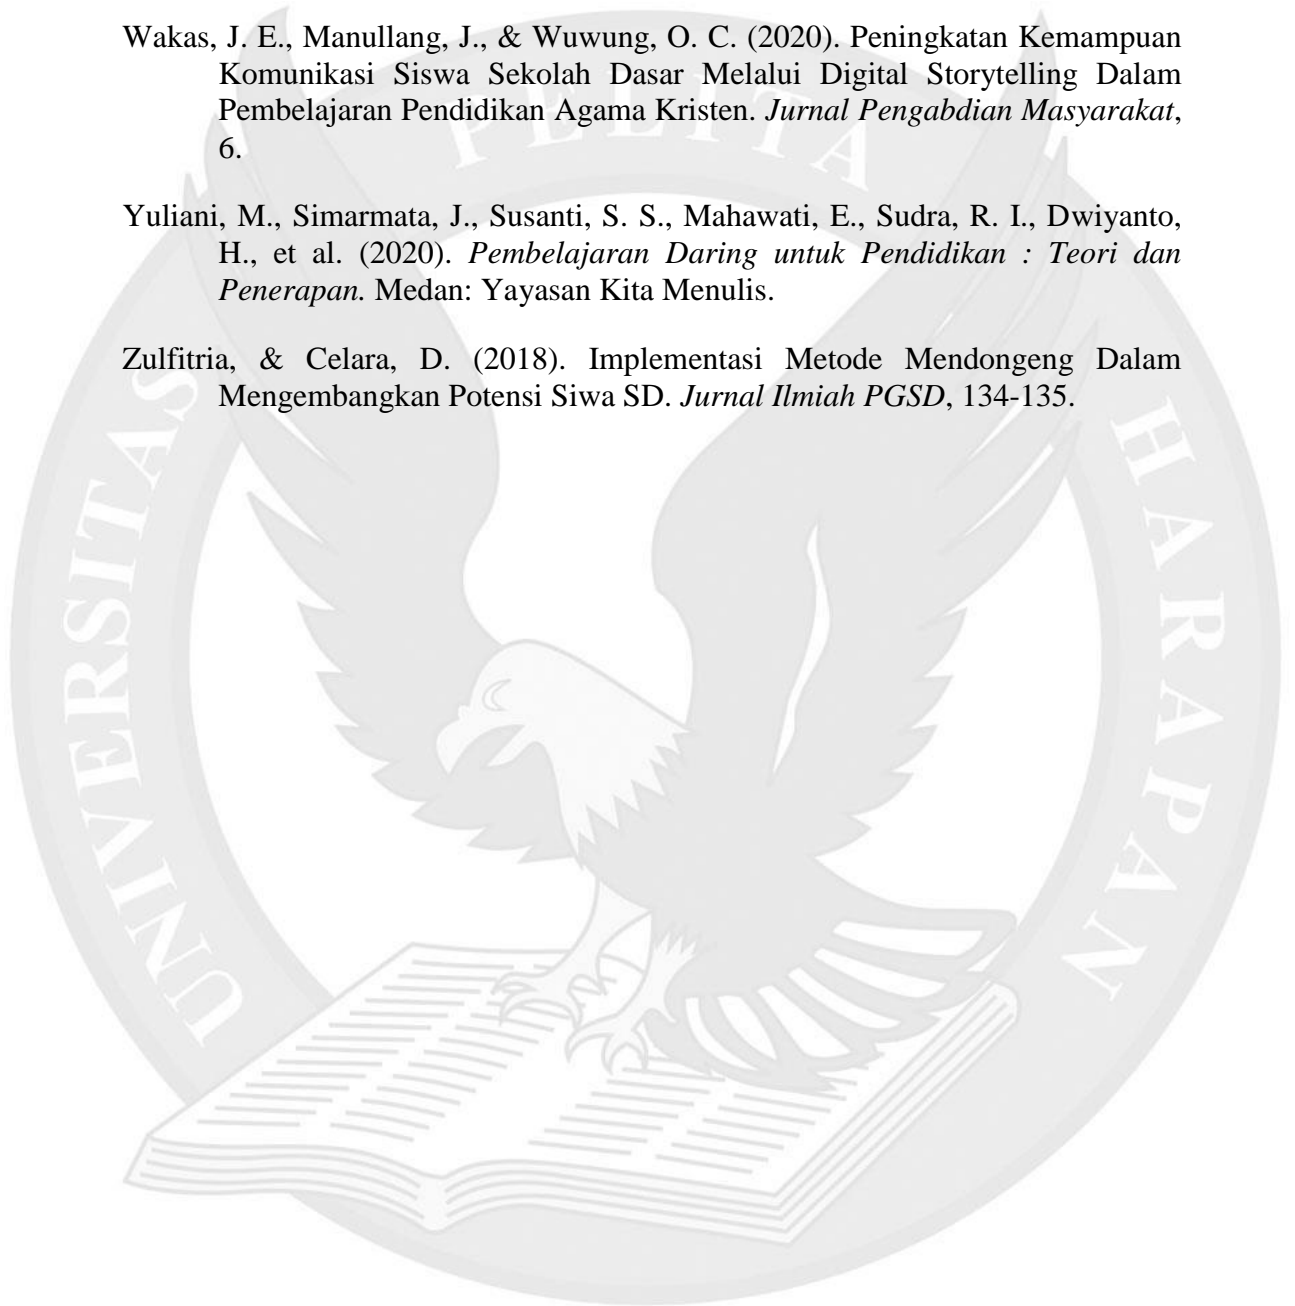 Wakas, J. E., Manullang, J., & Wuwung, O. C. (2020). Peningkatan Kemampuan
Komunikasi Siswa Sekolah Dasar Melalui Digital Storytelling Dalam
Pembelajaran Pendidikan Agama Kristen. Jurnal Pengabdian Masyarakat,
6.
Yuliani, M., Simarmata, J., Susanti, S. S., Mahawati, E., Sudra, R. I., Dwiyanto,
H., et al. (2020). Pembelajaran Daring untuk Pendidikan : Teori dan
Penerapan. Medan: Yayasan Kita Menulis.
Zulfitria, & Celara, D. (2018). Implementasi Metode Mendongeng Dalam
Mengembangkan Potensi Siwa SD. Jurnal Ilmiah PGSD, 134-135.
UNIVERSITAS
PELITA
HARAPAN